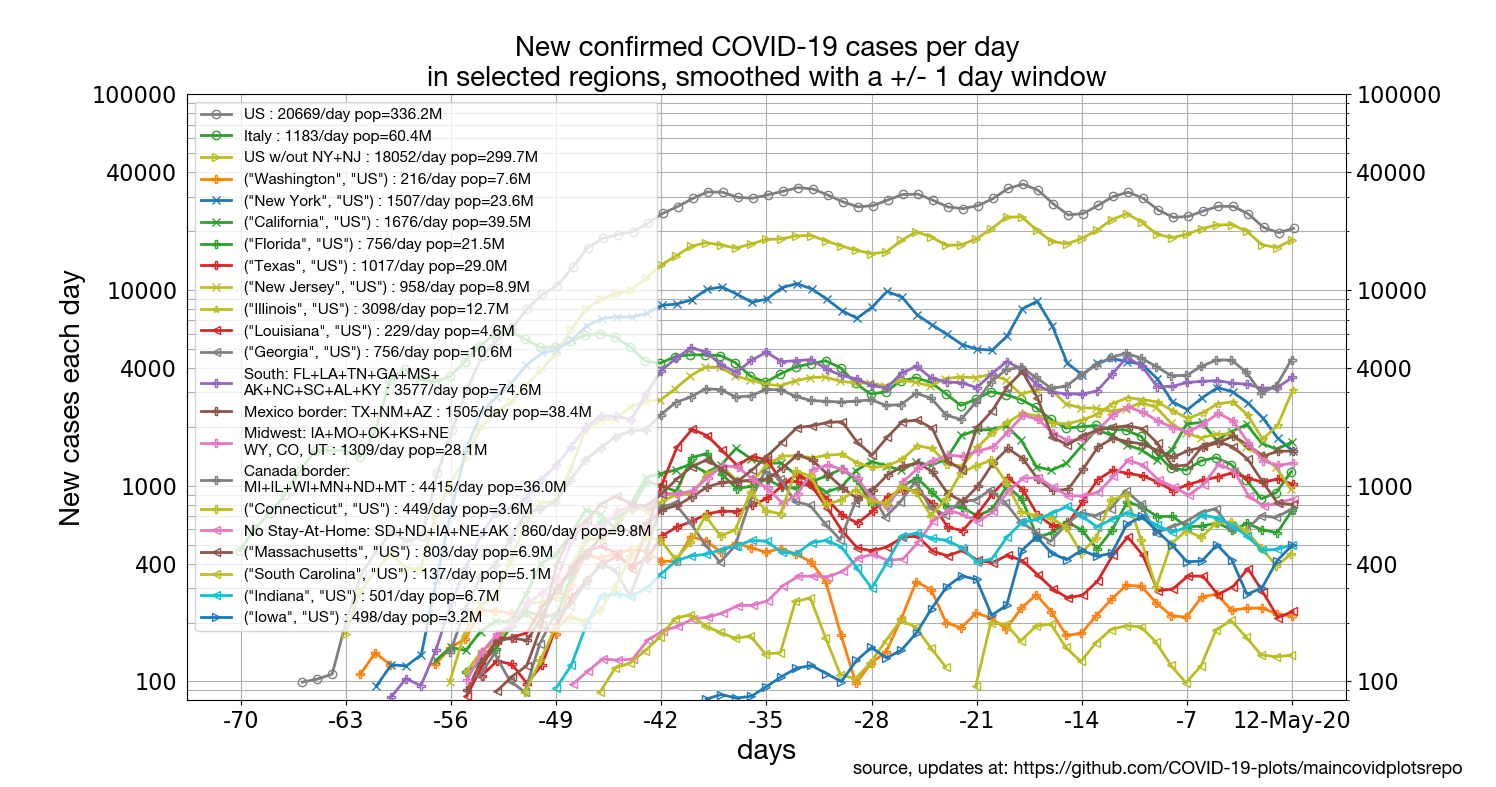 New confirmed COVID-19 cases per day
in selected regions, smoothed with a +/- 1 day window
100000
40000
10000
4000
1000
400
100
New cases each day
US : 20669/day pop=336.2M
Italy : 1183/day pop=60.4M
US w/out NY+NJ : 18052/day pop=299.7M
("Washington", "US") : 216/day pop=7.6M
("New York", "US") : 1507/day pop=23.6M
("California", "US") : 1676/day pop=39.5M
("Florida", "US") : 756/day pop=21.5M
("Texas", "US") : 1017/day pop=29.0M
("New Jersey", "US") : 958/day pop=8.9M
("Illinois", "US") : 3098/day pop=12.7M
("Louisiana", "US") : 229/day pop=4.6M
("Georgia", "US") : 756/day pop=10.6M
South: FL+LA+TN+GA+MS+
AK+NC+SC+AL+KY : 3577/day pop=74.6M
Mexico border: TX+NM+AZ : 1505/day pop=38.4M
Midwest: IA+MO+OK+KS+NE
WY, CO, UT : 1309/day pop=28.1M
Canada border:
MI+IL+WI+MN+ND+MT : 4415/day pop=36.0M
("Connecticut", "US") : 449/day pop=3.6M
No Stay-At-Home: SD+ND+IA+NE+AK : 860/day pop=9.8M
("Massachusetts", "US") : 803/day pop=6.9M
("South Carolina", "US") : 137/day pop=5.1M
("Indiana", "US") : 501/day pop=6.7M
("Iowa", "US") : 498/day pop=3.2M
100000
40000
10000
4000
1000
400
100
-70 -63 -56 -49 -42 -35 -28 -21 -14 -7 12-May-20
days
source, updates at: https://github.com/COVID-19-plots/maincovidplotsrepo